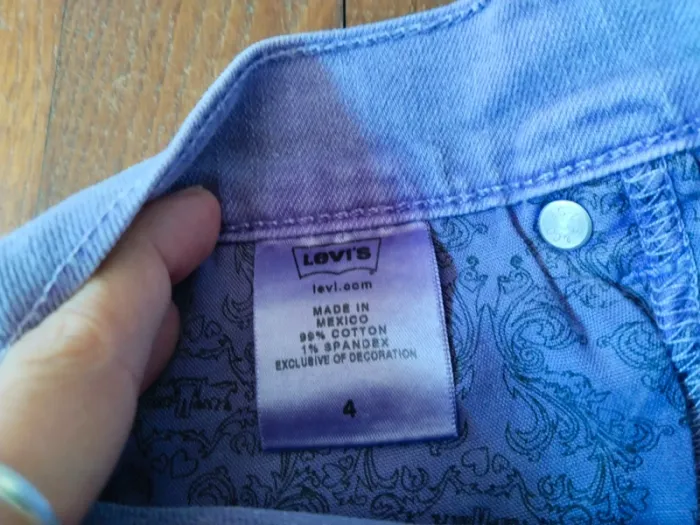 LEVI'S
levi.com
MADE IN
MEXICO
99% COTTON
1% SPANDEX
EXCLUSIVE OF DECORATION
4